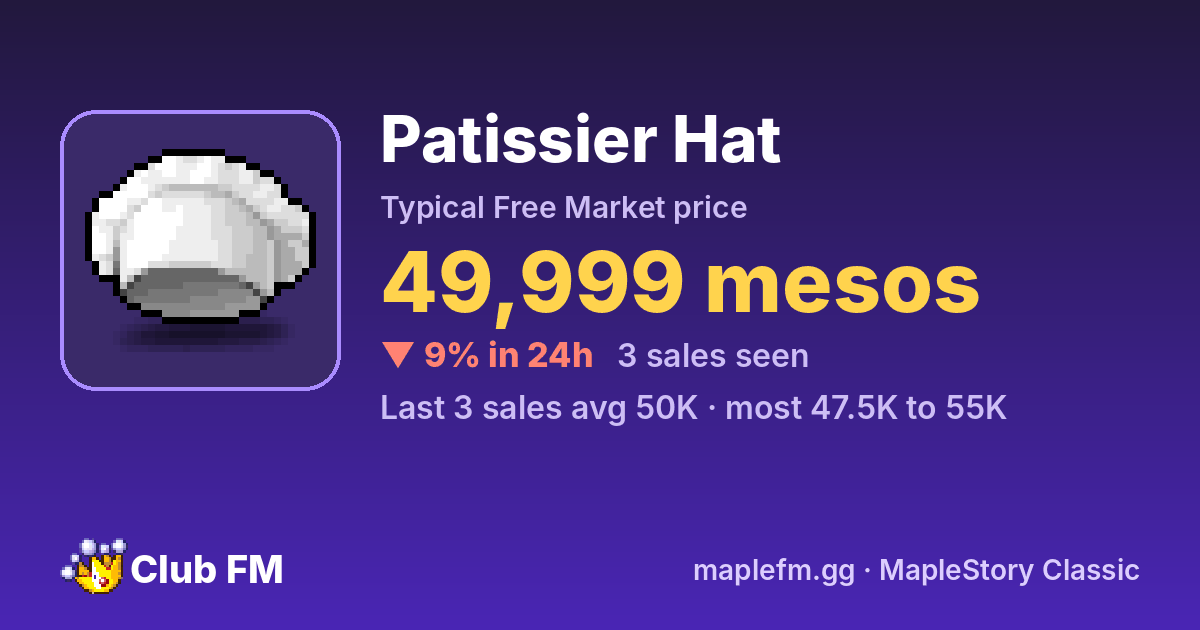 Patissier Hat
Typical Free Market price
49,999 mesos
▼ 9% in 24h 3 sales seen
Last 3 sales avg 50K · most 47.5K to 55K
Club FM
maplefm.gg · MapleStory Classic